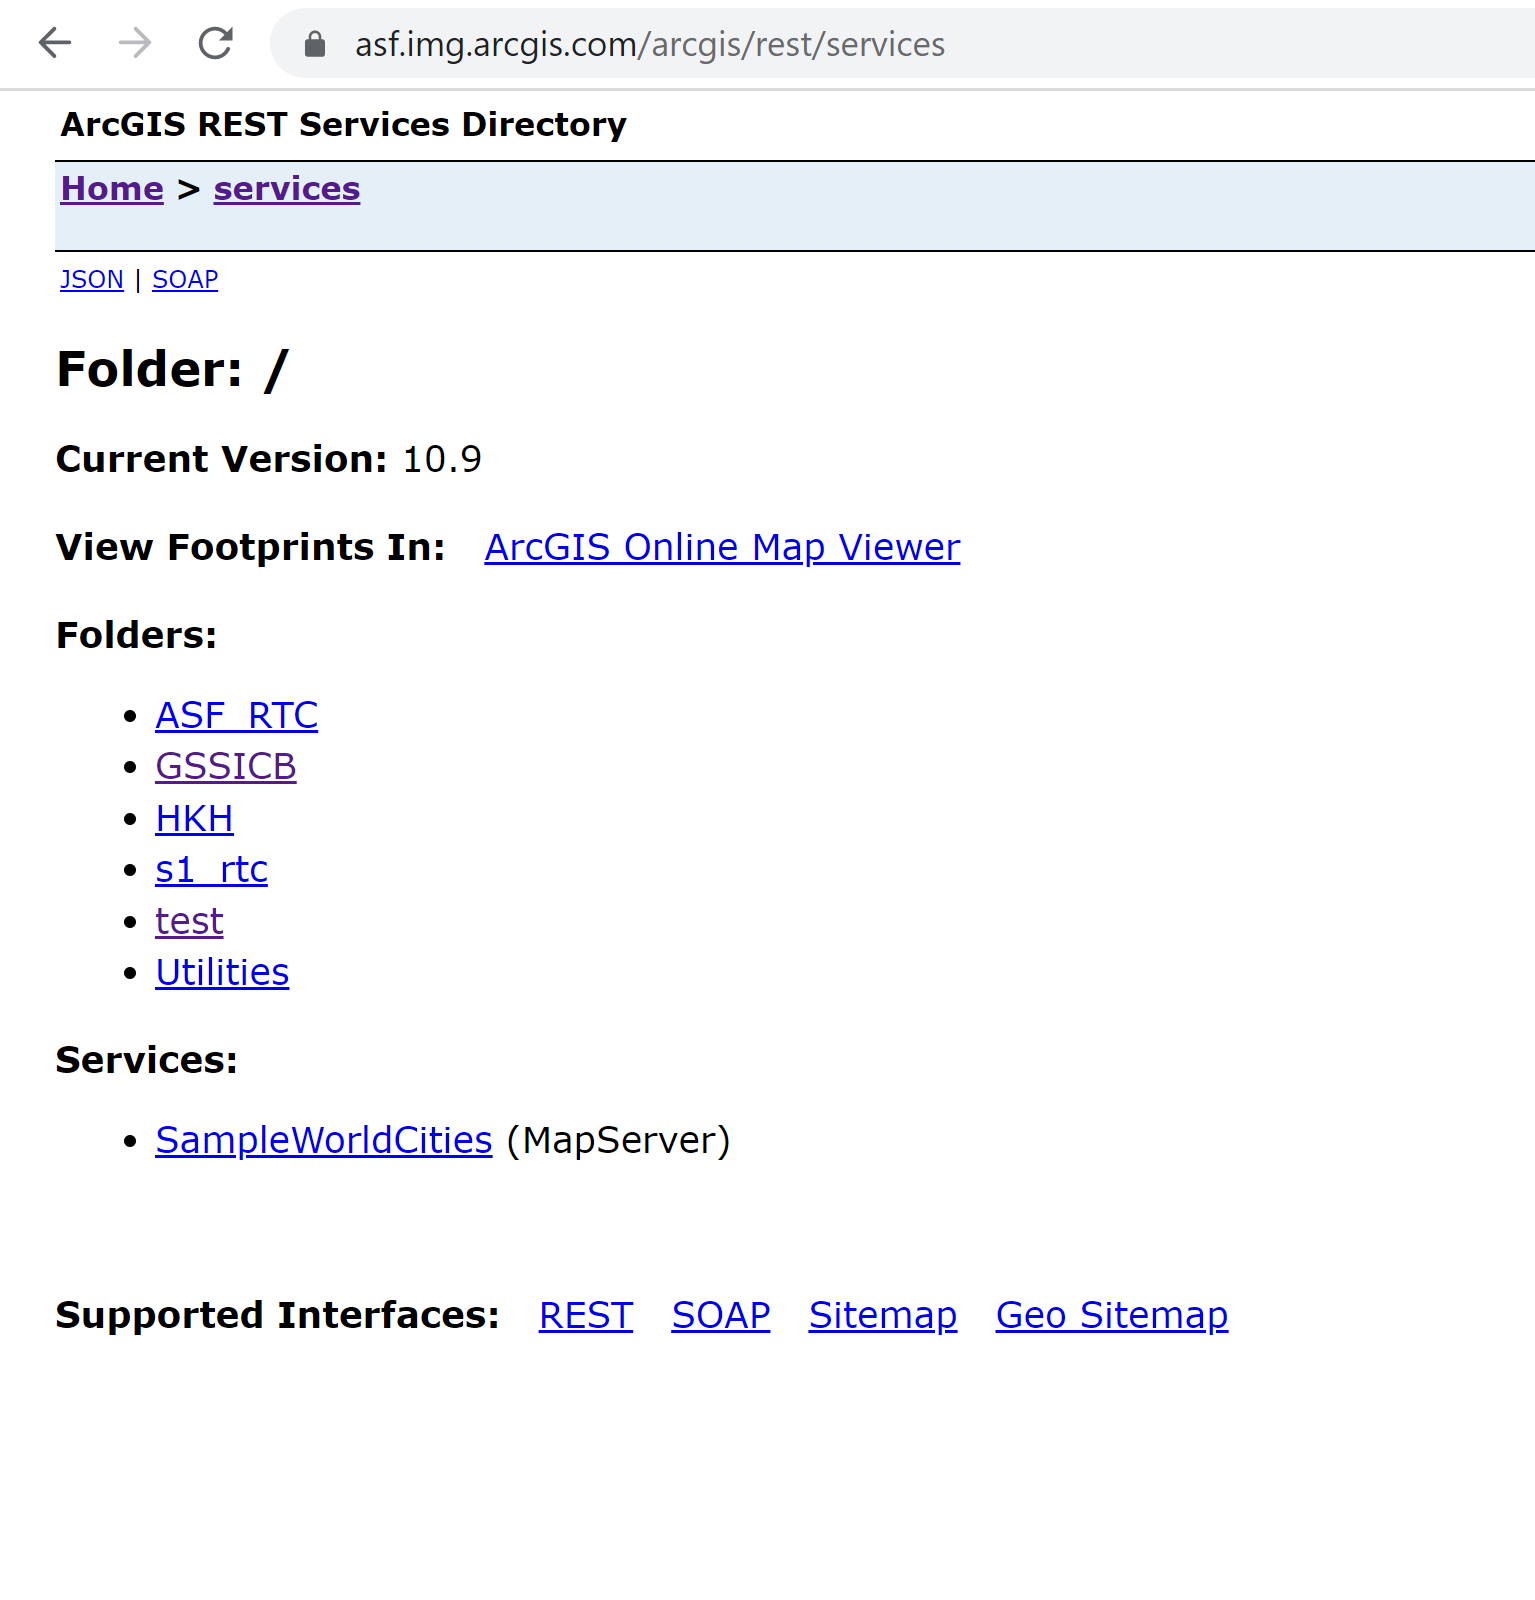 asf.img.arcgis.com/arcgis/rest/services
ArcGIS REST Services Directory
Home > services
JSON | SOAP
Folder: /
Current Version: 10.9
View Footprints In: ArcGIS Online Map Viewer
Folders:
• ASF_RTC
• GSSICB
• HKH
• s1_rtc
• test
• Utilities
Services:
• SampleWorldCities (MapServer)
Supported Interfaces: REST SOAP Sitemap Geo Sitemap